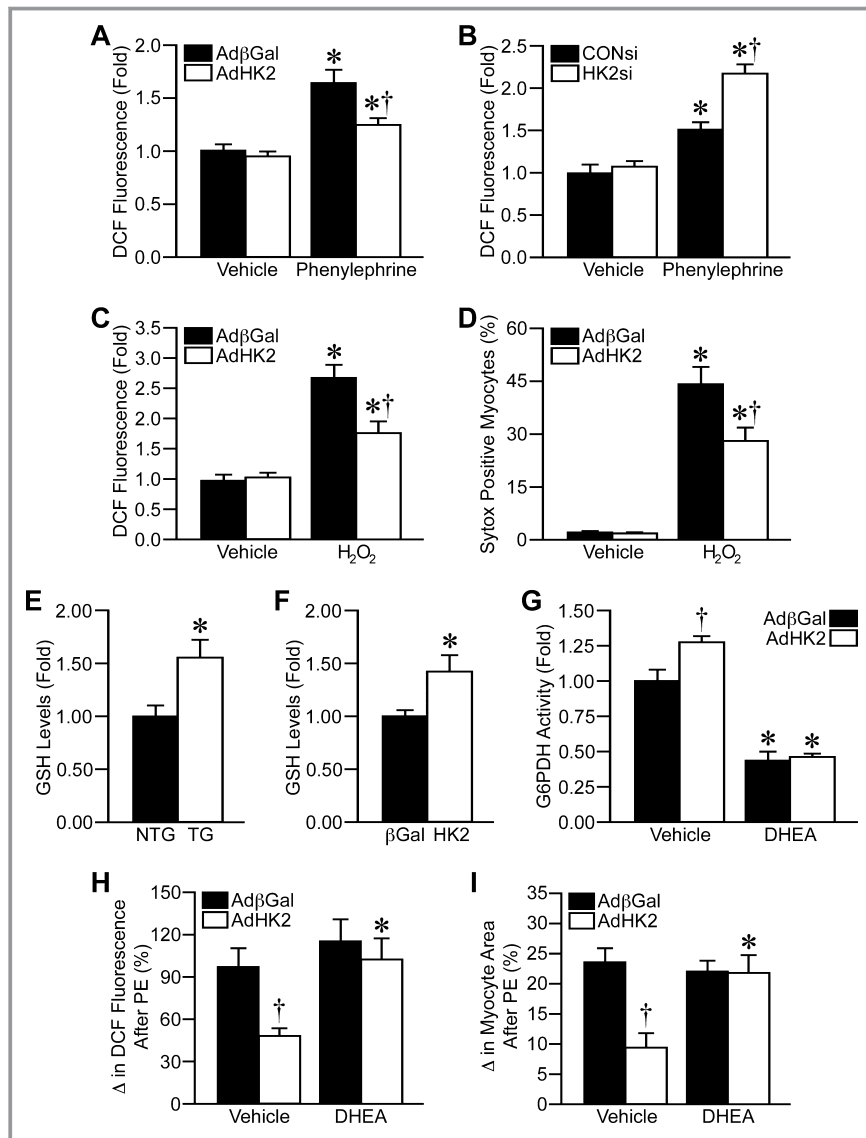 A
DCF Fluorescence (Fold)
2.0
1.5
1.0
0.5
0.0
AdβGal
AdHK2
*
*†
Vehicle
Phenylephrine
B
DCF Fluorescence (Fold)
2.5
2.0
1.5
1.0
0.5
0.0
CONsi
HK2si
*
*†
Vehicle
Phenylephrine
C
DCF Fluorescence (Fold)
3.5
3.0
2.5
2.0
1.5
1.0
0.5
0.0
AdβGal
AdHK2
*
*†
Vehicle
H₂O₂
D
Sytox Positive Myocytes (%)
60
45
30
15
0
AdβGal
AdHK2
*
*†
Vehicle
H₂O₂
E
GSH Levels (Fold)
2.00
1.50
1.00
0.50
0.00
*
NTG TG
F
GSH Levels (Fold)
2.00
1.50
1.00
0.50
0.00
*
βGal HK2
G
G6PDH Activity (Fold)
1.50
1.25
1.00
0.75
0.50
0.25
0.00
AdβGal
AdHK2
†
* *
Vehicle
DHEA
H
Δ in DCF Fluorescence
After PE (%)
150
120
90
60
30
0
AdβGal
AdHK2
†
*
Vehicle
DHEA
I
Δ in Myocyte Area
After PE (%)
35
30
25
20
15
10
5
0
AdβGal
AdHK2
†
*
Vehicle
DHEA